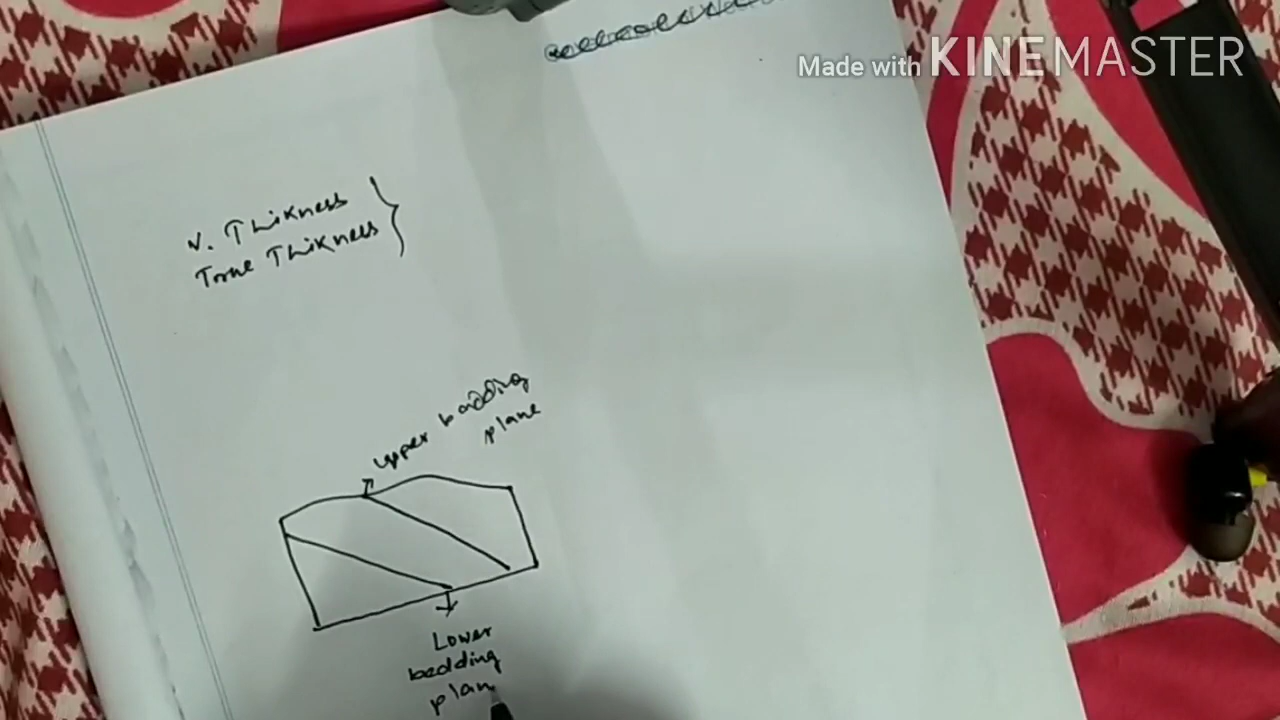 Made with KINEMASTER
V. Thikness
True Thikness
upper bedding
plane
Lower
bedding
plan